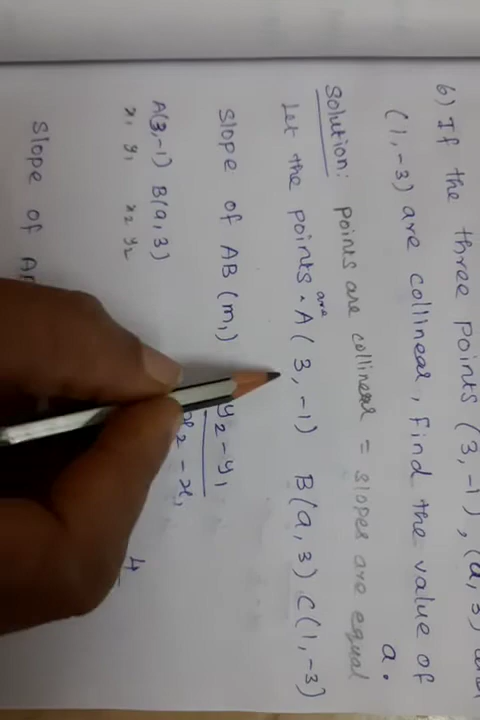 6) If the three points (3,-1), (a, 3) and
(1,-3) are collinear, find the value of
a.
Solution: points are collinear = slopes are equal
Let the points are A(3,-1) B(a,3) C(1,-3)
Slope of AB (m₁) y₂-y₁
x₂-x₁
A(3,-1) B(a,3)
x₁ y₁ x₂ y₂
4
Slope of